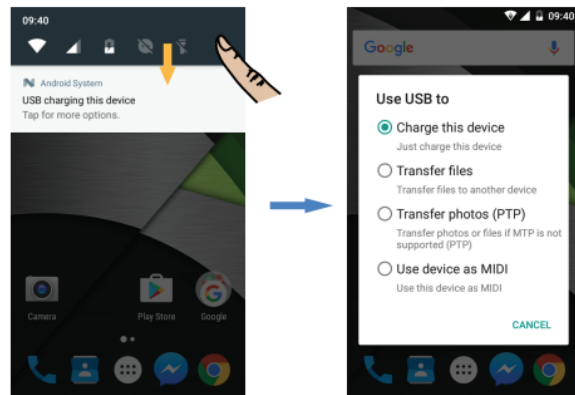 09:40
Android System
USB charging this device
Tap for more options.
Camera
Play Store
Google
09:40
Google
Use USB to
Charge this device
Just charge this device
Transfer files
Transfer files to another device
Transfer photos (PTP)
Transfer photos or files if MTP is not
supported (PTP)
Use device as MIDI
Use this device as MIDI
CANCEL